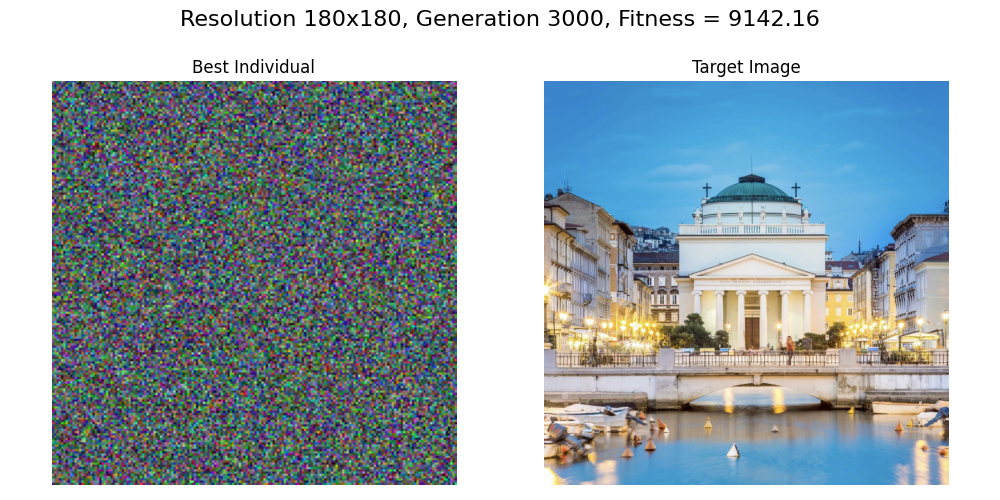 Resolution 180x180, Generation 3000, Fitness = 9142.16
Best Individual
Target Image